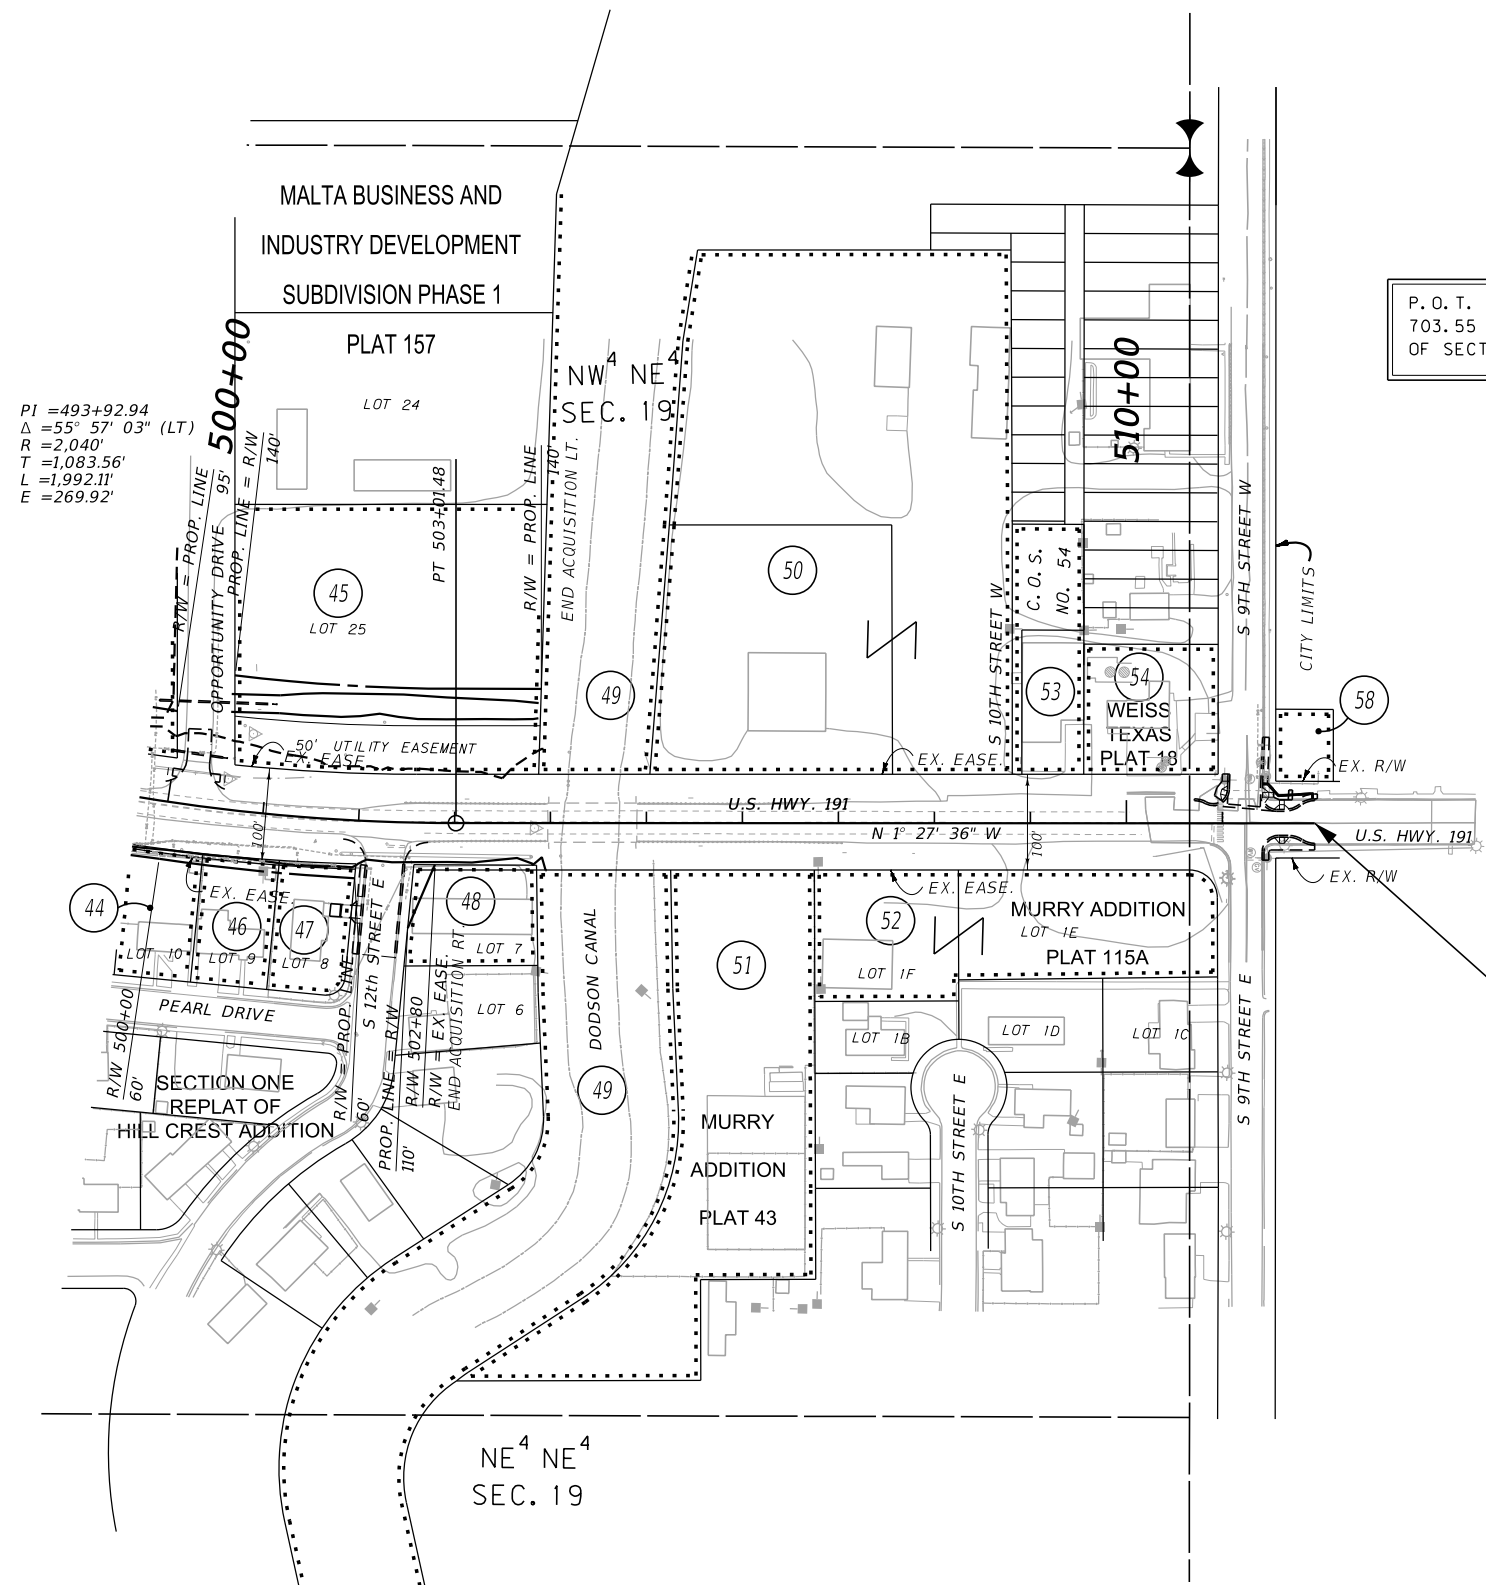 MALTA BUSINESS AND
INDUSTRY DEVELOPMENT
SUBDIVISION PHASE 1
PLAT 157
LOT 24
NW4 NE4
SEC. 19
P.O.T.
703.55
OF SECT
PI =493+92.94
Δ =55° 57' 03" (LT)
R =2,040'
T =1,083.56'
L =1,992.11'
E =269.92'
500+00
510+00
R/W = PROP. LINE
95'
OPPORTUNITY DRIVE
PROP. LINE = R/W
140'
PT 503+01.48
R/W = PROP. LINE
140'
END ACQUISITION LT.
45
LOT 25
50
49
C.O.S.
NO. 54
S 10TH STREET W
S 9TH STREET W
CITY LIMITS
53
54
WEISS
TEXAS
PLAT 18
58
50' UTILITY EASEMENT
EX. EASE.
EX. EASE.
EX. R/W
U.S. HWY. 191
N 1° 27' 36" W
100'
100'
U.S. HWY. 191
EX. R/W
44
EX. EASE.
46
47
48
LOT 10
LOT 9
LOT 8
LOT 7
LOT 6
S 12th STREET E
PEARL DRIVE
R/W 500+00
60'
R/W = PROP. LINE
60'
PROP. LINE = R/W
110'
R/W 502+80
R/W = EX. EASE.
END ACQUISITION RT.
DODSON CANAL
49
51
52
EX. EASE.
LOT 1F
MURRY ADDITION
LOT 1E
PLAT 115A
LOT 1B
LOT 1D
LOT 1C
S 10TH STREET E
S 9TH STREET E
SECTION ONE
REPLAT OF
HILL CREST ADDITION
MURRY
ADDITION
PLAT 43
NE4 NE4
SEC. 19